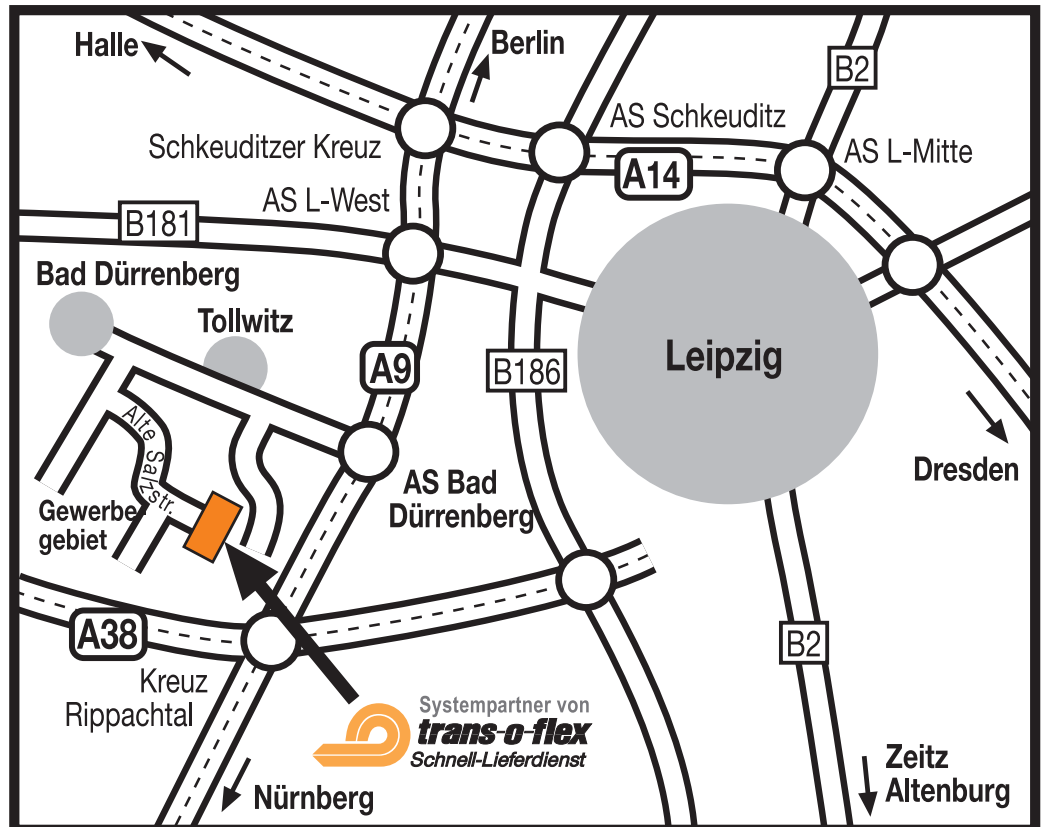 Halle
Berlin
B2
AS Schkeuditz
Schkeuditzer Kreuz
AS L-Mitte
A14
AS L-West
B181
Bad Dürrenberg
Tollwitz
A9
B186
Leipzig
Alte Salzstr.
Dresden
AS Bad
Dürrenberg
Gewerbe-
gebiet
A38
B2
Kreuz
Rippachtal
Systempartner von
trans-o-flex
Schnell-Lieferdienst
Zeitz
Altenburg
Nürnberg